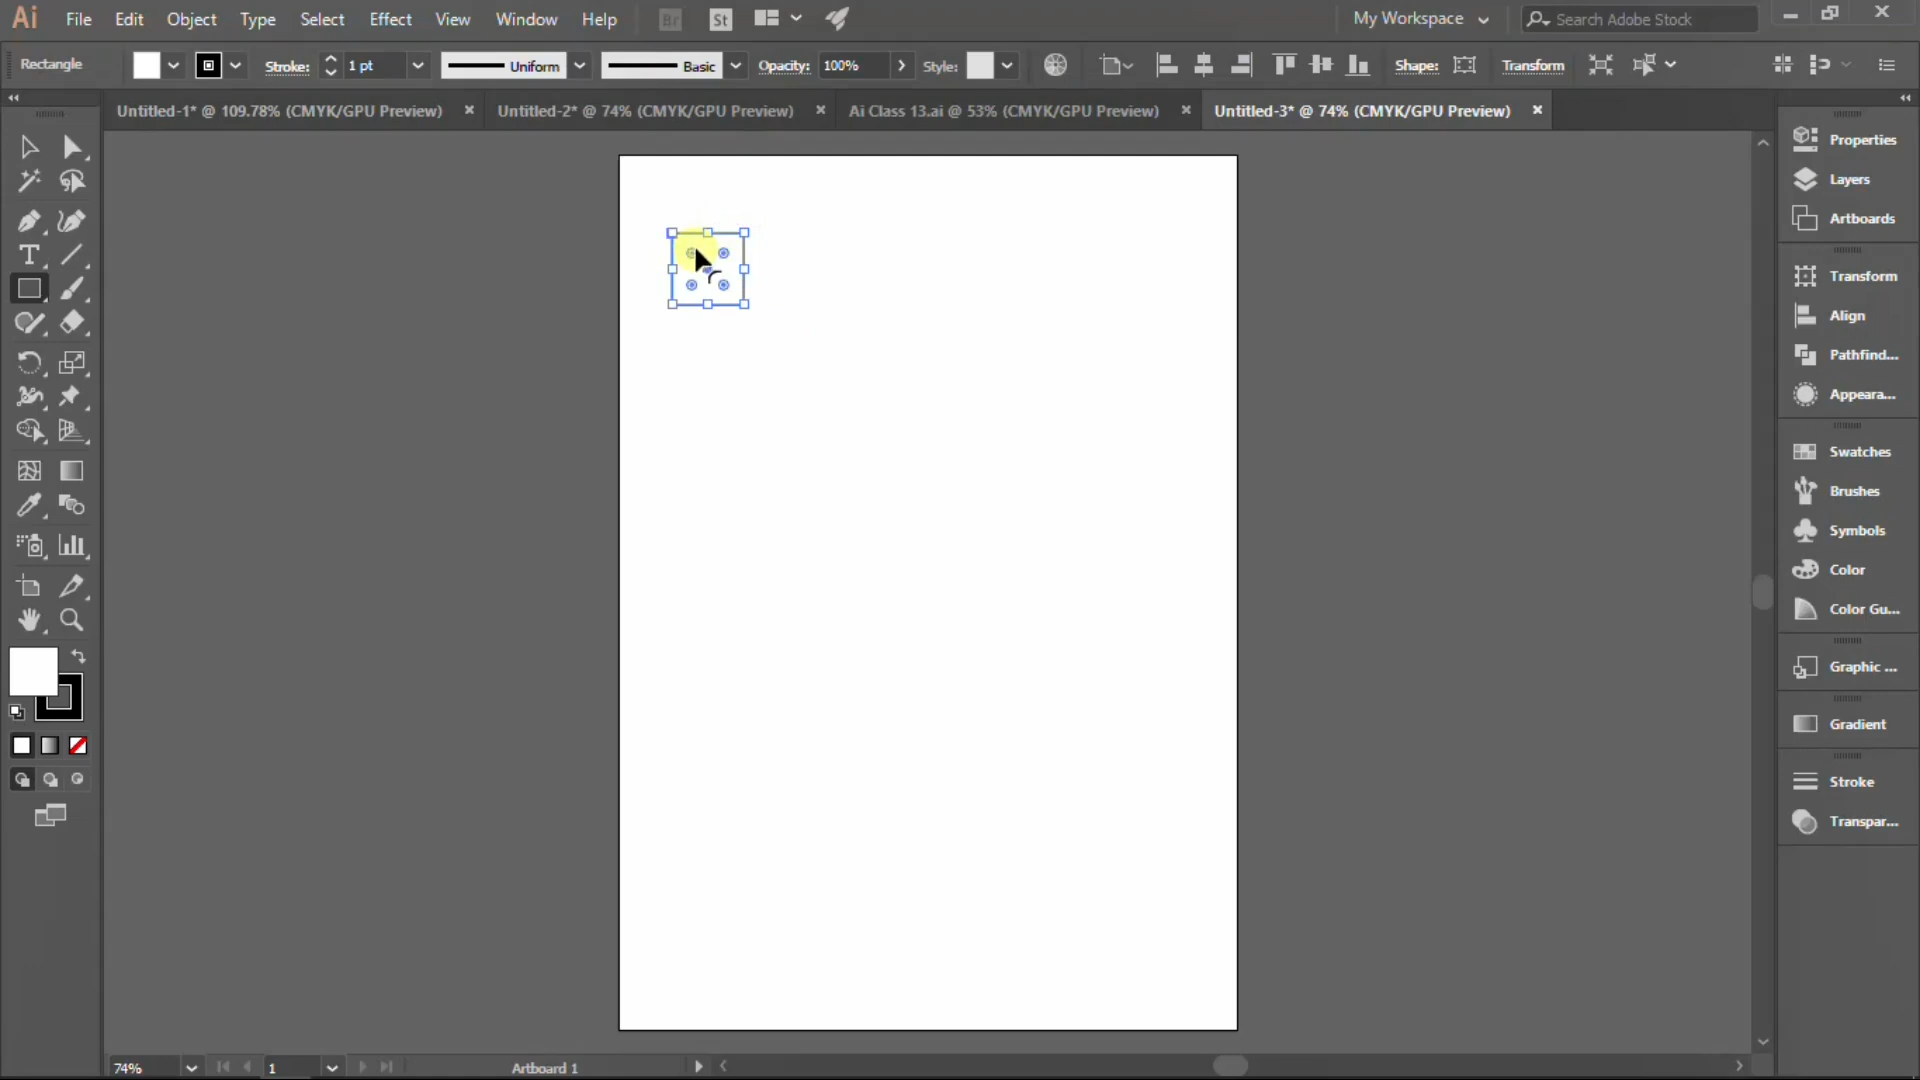 Ai File Edit Object Type Select Effect View Window Help Br St My Workspace Search Adobe Stock
Rectangle Stroke: 1 pt Uniform Basic Opacity: 100% Style: Shape: Transform
Untitled-1* @ 109.78% (CMYK/GPU Preview) Untitled-2* @ 74% (CMYK/GPU Preview) Ai Class 13.ai @ 53% (CMYK/GPU Preview) Untitled-3* @ 74% (CMYK/GPU Preview)
Properties
Layers
Artboards
Transform
Align
Pathfind...
Appeara...
Swatches
Brushes
Symbols
Color
Color Gu...
Graphic ...
Gradient
Stroke
Transpar...
74% 1 Artboard 1